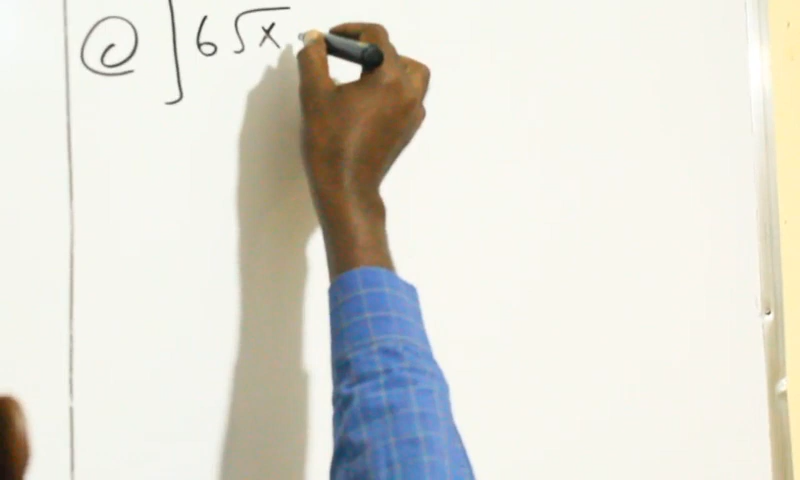 ⓔ ∫ 6 √x